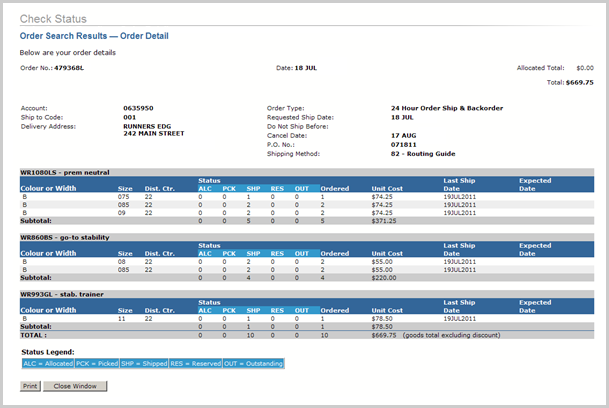 Check Status
Order Search Results — Order Detail
Below are your order details
Order No.: 479368L Date: 18 JUL Allocated Total: $0.00
Total: $669.75
Account: 0635950 Order Type: 24 Hour Order Ship & Backorder
Ship to Code: 001 Requested Ship Date: 18 JUL
Delivery Address: RUNNERS EDG Do Not Ship Before:
242 MAIN STREET Cancel Date: 17 AUG
P.O. No.: 071811
Shipping Method: 82 - Routing Guide
WR1080LS - prem neutral
Status Last Ship Expected
Colour or Width Size Dist. Ctr. ALC PCK SHP RES OUT Ordered Unit Cost Date Date
B 075 22 0 0 1 0 0 1 $74.25 19JUL2011
B 085 22 0 0 2 0 0 2 $74.25 19JUL2011
B 09 22 0 0 2 0 0 2 $74.25 19JUL2011
Subtotal: 0 0 5 0 0 5 $371.25
WR860BS - go-to stability
Status Last Ship Expected
Colour or Width Size Dist. Ctr. ALC PCK SHP RES OUT Ordered Unit Cost Date Date
B 08 22 0 0 2 0 0 2 $55.00 19JUL2011
B 085 22 0 0 2 0 0 2 $55.00 19JUL2011
Subtotal: 0 0 4 0 0 4 $220.00
WR993GL - stab. trainer
Status Last Ship Expected
Colour or Width Size Dist. Ctr. ALC PCK SHP RES OUT Ordered Unit Cost Date Date
B 11 22 0 0 1 0 0 1 $78.50 19JUL2011
Subtotal: 0 0 1 0 0 1 $78.50
TOTAL : 0 0 10 0 0 10 $669.75 (goods total excluding discount)
Status Legend:
ALC = Allocated PCK = Picked SHP = Shipped RES = Reserved OUT = Outstanding
Print Close Window